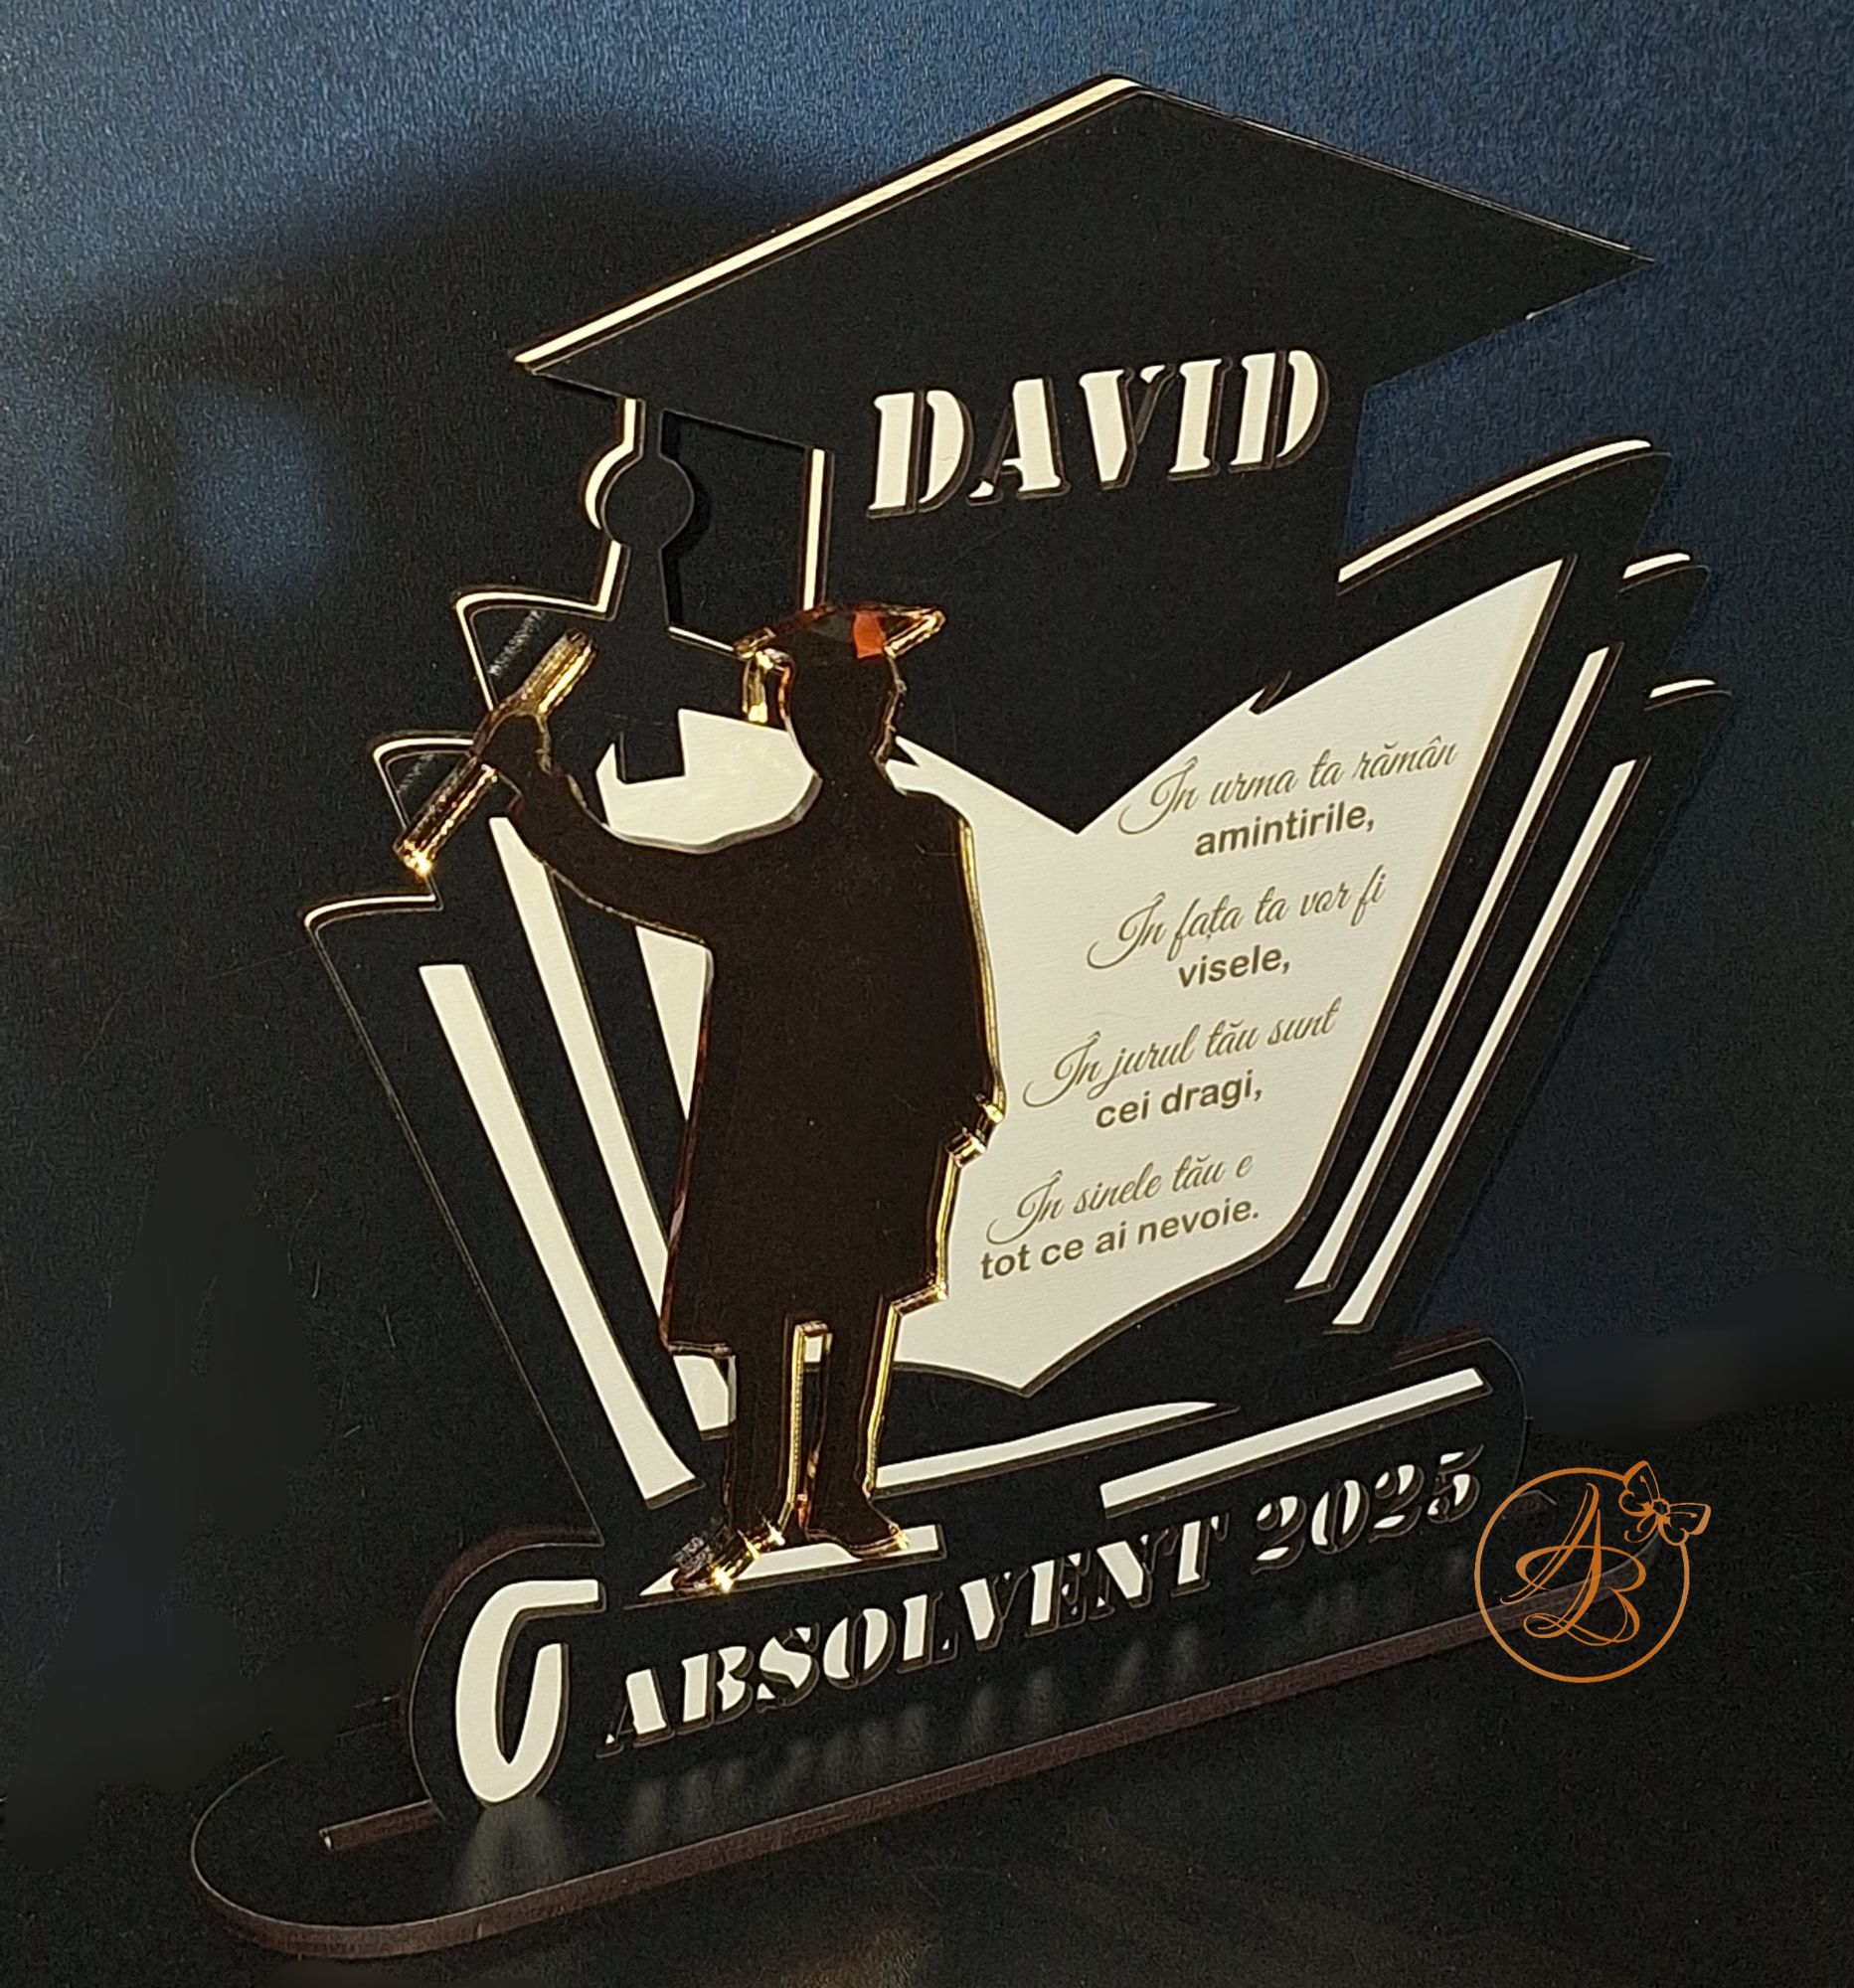 DAVID
În urma ta rămân
amintirile,
În fața ta vor fi
visele,
În jurul tău sunt
cei dragi,
În sinele tău e
tot ce ai nevoie.
ABSOLVENT 2025
AB